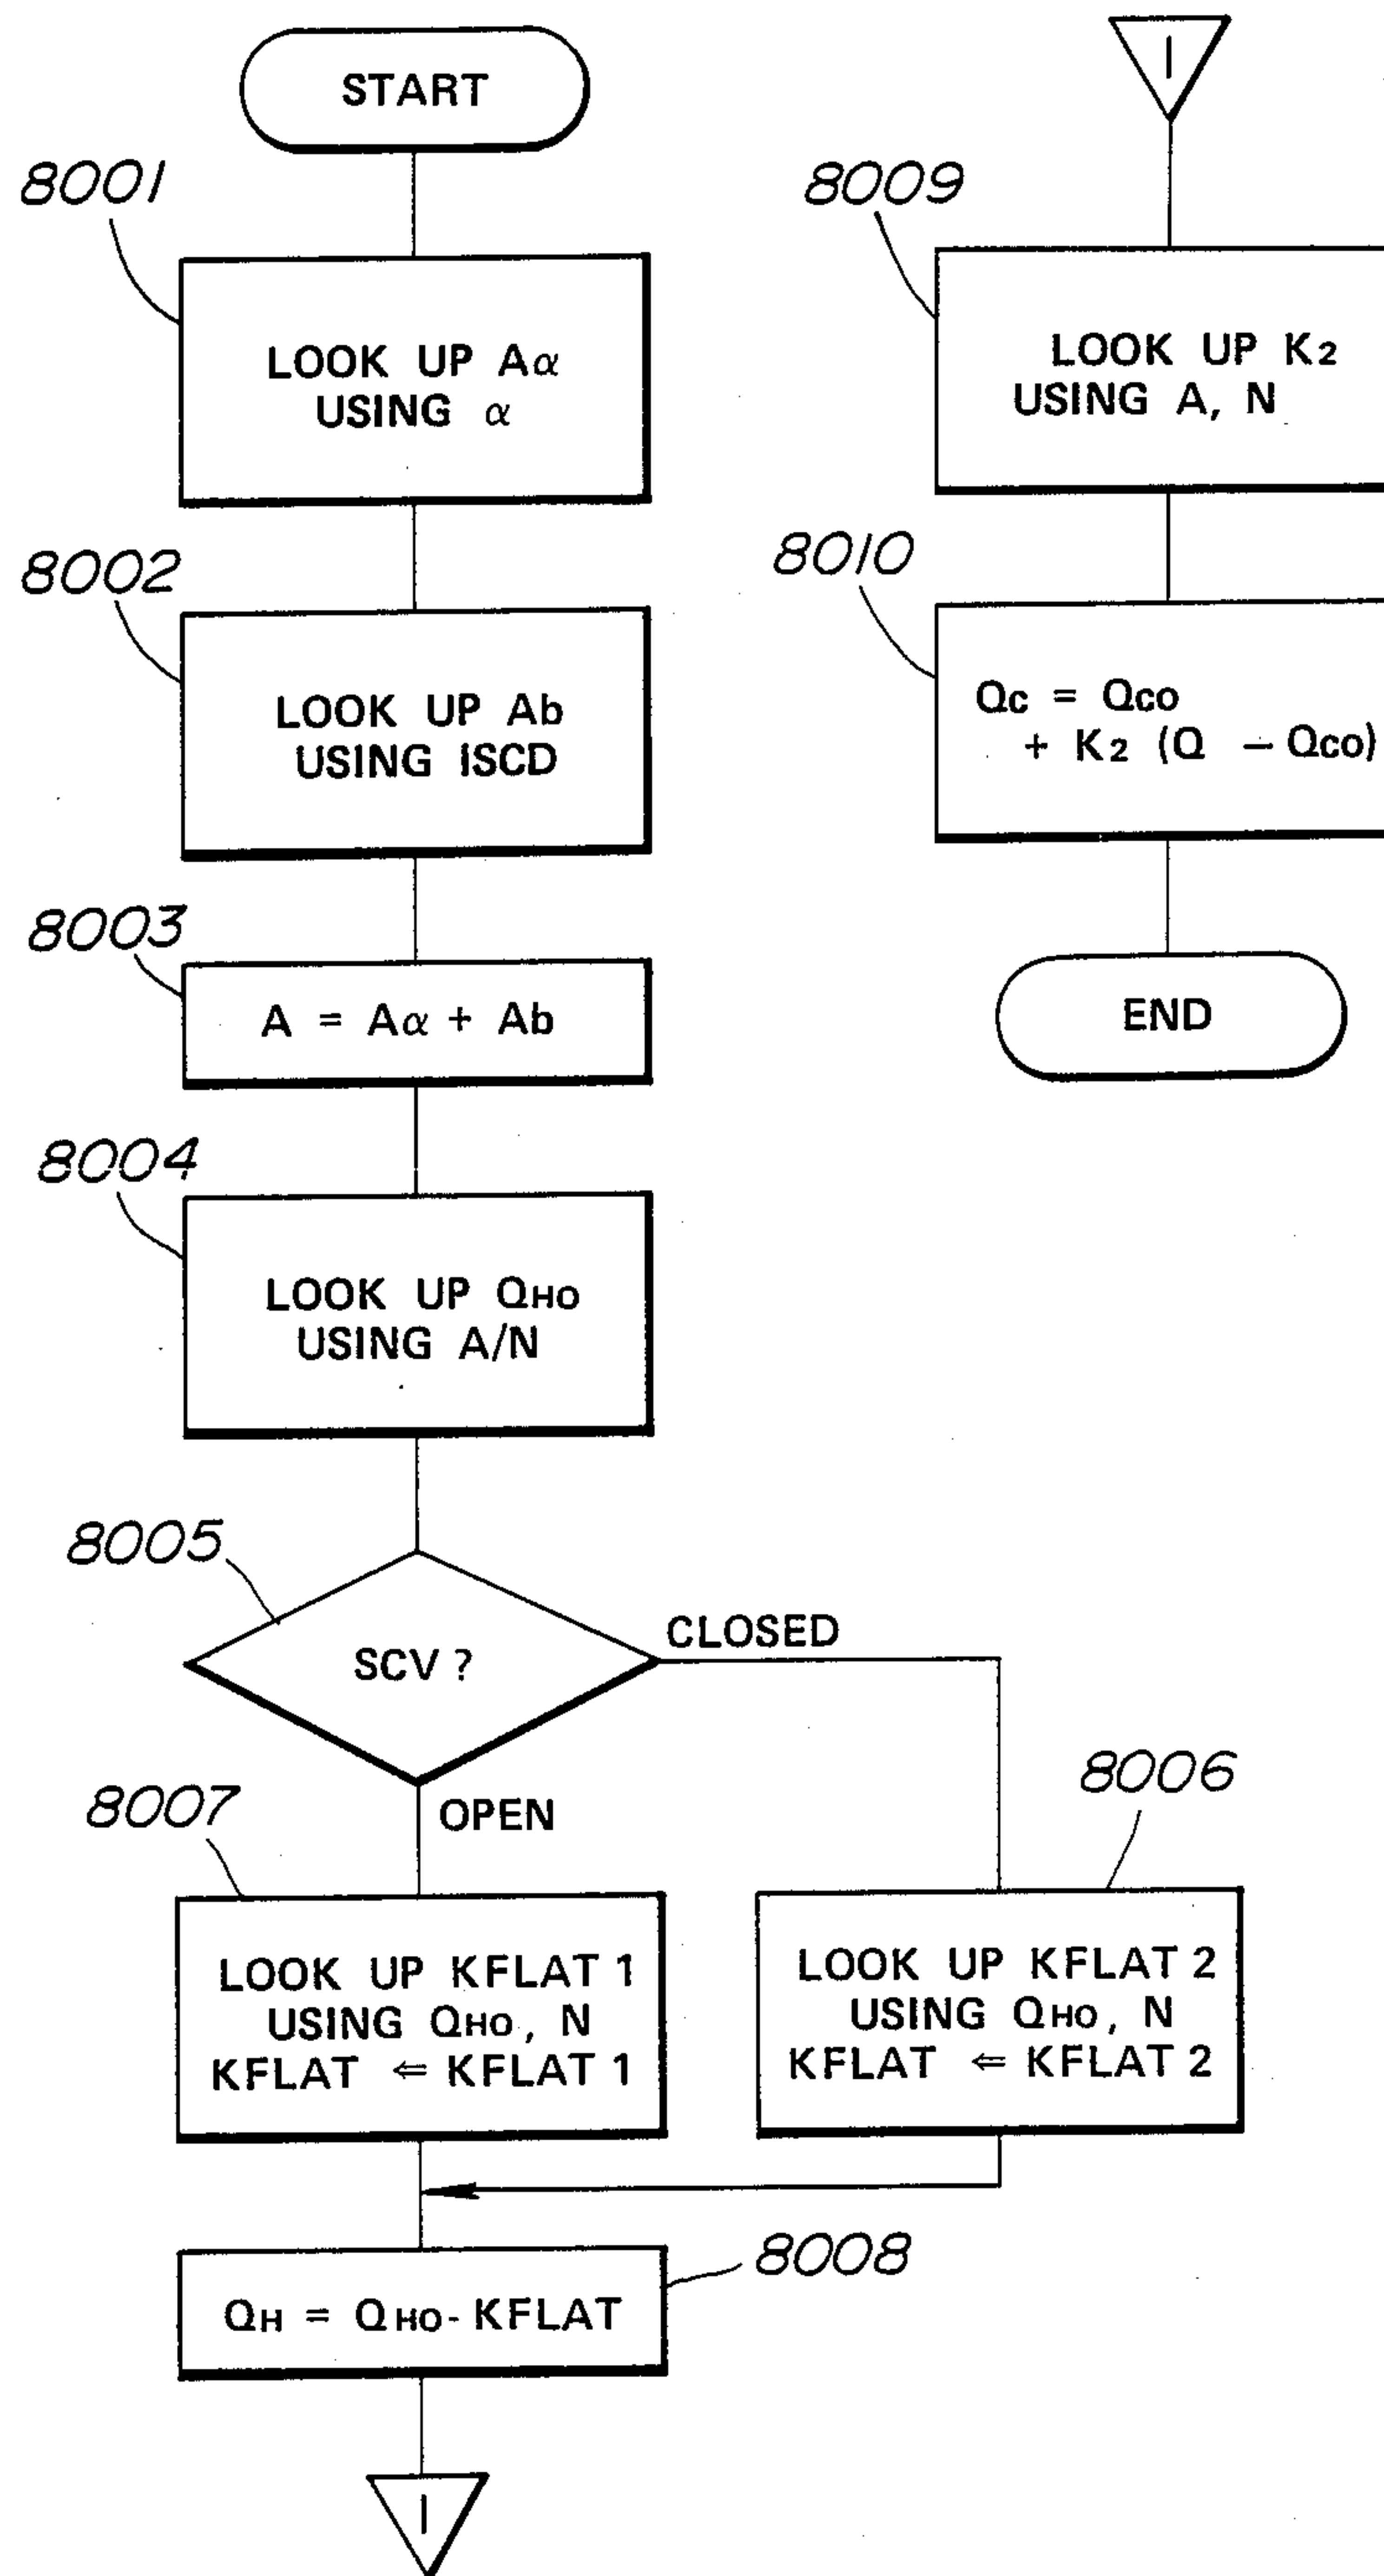 START
8001
LOOK UP Aα
USING α
8002
LOOK UP Ab
USING ISCD
8003
A = Aα + Ab
8004
LOOK UP QHO
USING A/N
8005
SCV ?
CLOSED
OPEN
8007
LOOK UP KFLAT 1
USING QHO, N
KFLAT ⇐ KFLAT 1
8006
LOOK UP KFLAT 2
USING QHO, N
KFLAT ⇐ KFLAT 2
8008
QH = QHO - KFLAT
I
I
8009
LOOK UP K2
USING A, N
8010
Qc = Qco
+ K2 (Q - Qco)
END